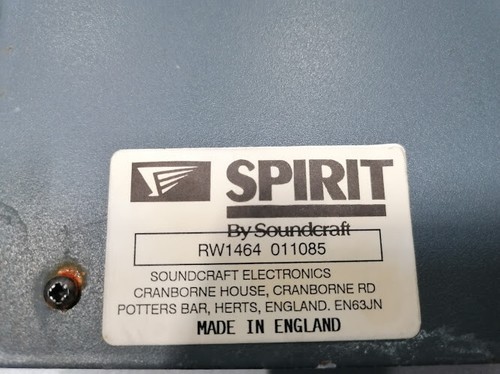 SPIRIT
By Soundcraft
RW1464 011085
SOUNDCRAFT ELECTRONICS
CRANBORNE HOUSE, CRANBORNE RD
POTTERS BAR, HERTS, ENGLAND. EN63JN
MADE IN ENGLAND